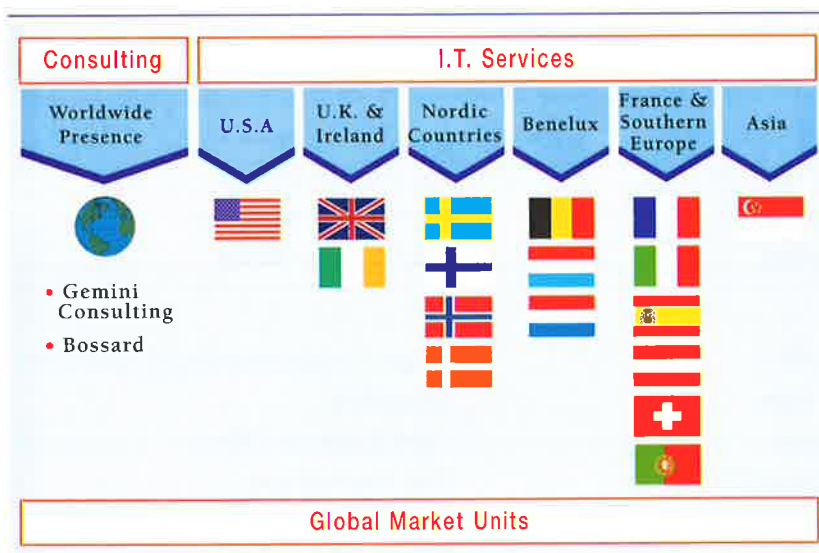 Consulting
I.T. Services
Worldwide
Presence
U.S.A
U.K. &
Ireland
Nordic
Countries
Benelux
France &
Southern
Europe
Asia
• Gemini
Consulting
• Bossard
Global Market Units